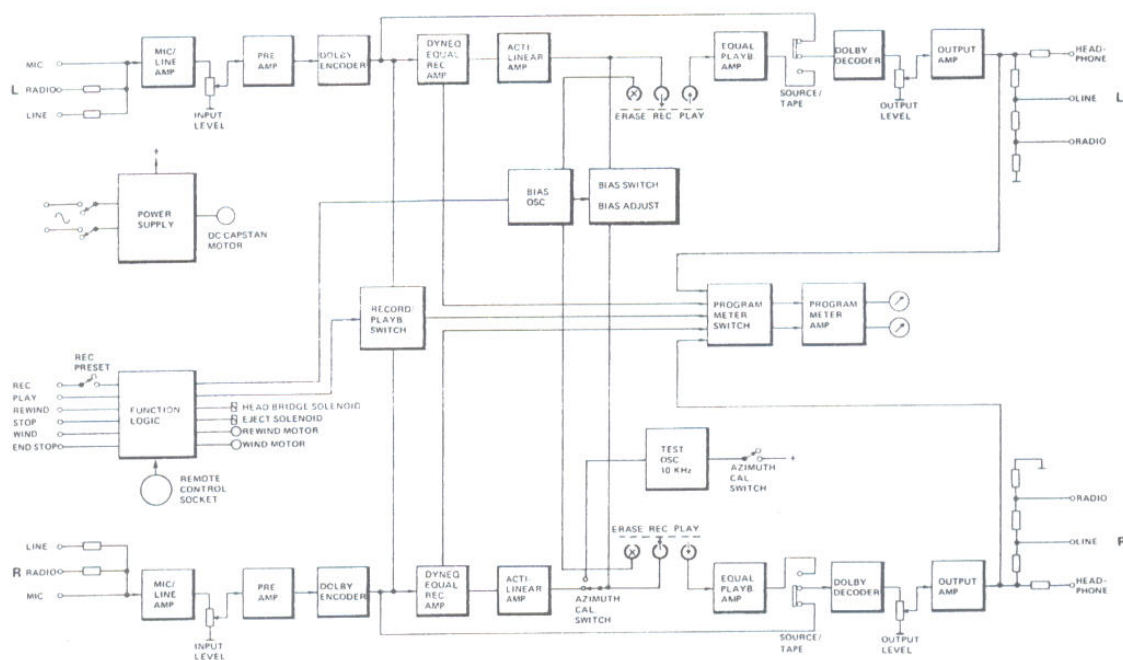 MIC
L RADIO
LINE
MIC/
LINE
AMP
INPUT
LEVEL
PRE
AMP
DOLBY
ENCODER
DYNEQ
EQUAL
REC
AMP
ACTI-
LINEAR
AMP
ERASE REC PLAY
EQUAL
PLAYB.
AMP
SOURCE/
TAPE
DOLBY
DECODER
OUTPUT
LEVEL
OUTPUT
AMP
HEAD-
PHONE
LINE L
RADIO
+
POWER
SUPPLY
DC CAPSTAN
MOTOR
BIAS
OSC
BIAS SWITCH
BIAS ADJUST
RECORD/
PLAYB.
SWITCH
PROGRAM
METER
SWITCH
PROGRAM
METER
AMP
REC
PRESET
REC
PLAY
REWIND
STOP
WIND
END STOP
FUNCTION
LOGIC
HEAD BRIDGE SOLENOID
EJECT SOLENOID
REWIND MOTOR
WIND MOTOR
REMOTE
CONTROL
SOCKET
TEST
OSC
10 KHz
AZIMUTH
CAL
SWITCH
+
LINE
R RADIO
MIC
MIC/
LINE AMP
INPUT
LEVEL
PRE
AMP
DOLBY
ENCODER
DYNEQ
EQUAL
REC
AMP
ACTI-
LINEAR
AMP
AZIMUTH
CAL
SWITCH
ERASE REC PLAY
EQUAL
PLAYB
AMP
SOURCE/
TAPE
DOLBY
DECODER
OUTPUT
LEVEL
OUTPUT
AMP
RADIO
LINE
HEAD-
PHONE